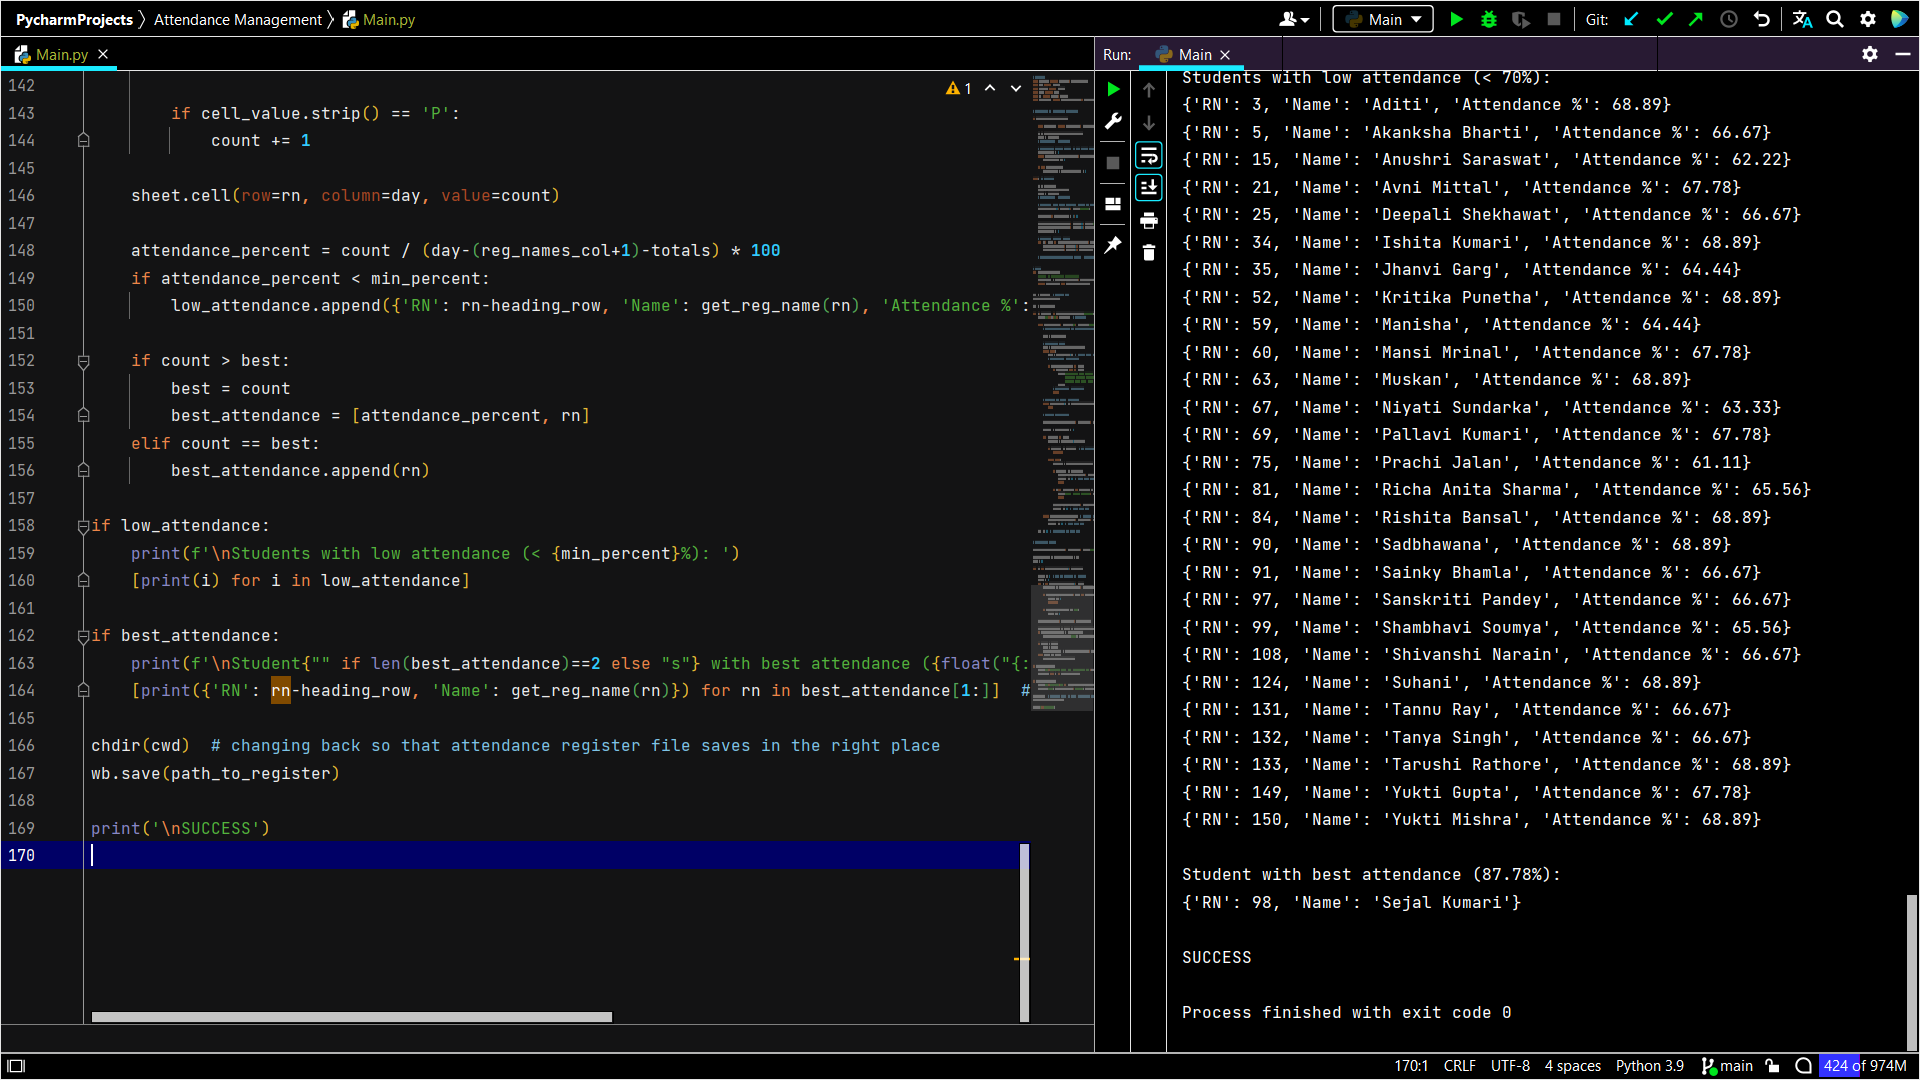 PycharmProjects Attendance Management Main.py
Main
Git:
Main.py
Run: Main
1
142
143 if cell_value.strip() == 'P':
144 count += 1
145
146 sheet.cell(row=rn, column=day, value=count)
147
148 attendance_percent = count / (day-(reg_names_col+1)-totals) * 100
149 if attendance_percent < min_percent:
150 low_attendance.append({'RN': rn-heading_row, 'Name': get_reg_name(rn), 'Attendance %':
151
152 if count > best:
153 best = count
154 best_attendance = [attendance_percent, rn]
155 elif count == best:
156 best_attendance.append(rn)
157
158 if low_attendance:
159 print(f'\nStudents with low attendance (< {min_percent}%): ')
160 [print(i) for i in low_attendance]
161
162 if best_attendance:
163 print(f'\nStudent{"" if len(best_attendance)==2 else "s"} with best attendance ({float("{:
164 [print({'RN': rn-heading_row, 'Name': get_reg_name(rn)}) for rn in best_attendance[1:]] #
165
166 chdir(cwd) # changing back so that attendance register file saves in the right place
167 wb.save(path_to_register)
168
169 print('\nSUCCESS')
170
Students with low attendance (< 70%):
{'RN': 3, 'Name': 'Aditi', 'Attendance %': 68.89}
{'RN': 5, 'Name': 'Akanksha Bharti', 'Attendance %': 66.67}
{'RN': 15, 'Name': 'Anushri Saraswat', 'Attendance %': 62.22}
{'RN': 21, 'Name': 'Avni Mittal', 'Attendance %': 67.78}
{'RN': 25, 'Name': 'Deepali Shekhawat', 'Attendance %': 66.67}
{'RN': 34, 'Name': 'Ishita Kumari', 'Attendance %': 68.89}
{'RN': 35, 'Name': 'Jhanvi Garg', 'Attendance %': 64.44}
{'RN': 52, 'Name': 'Kritika Punetha', 'Attendance %': 68.89}
{'RN': 59, 'Name': 'Manisha', 'Attendance %': 64.44}
{'RN': 60, 'Name': 'Mansi Mrinal', 'Attendance %': 67.78}
{'RN': 63, 'Name': 'Muskan', 'Attendance %': 68.89}
{'RN': 67, 'Name': 'Niyati Sundarka', 'Attendance %': 63.33}
{'RN': 69, 'Name': 'Pallavi Kumari', 'Attendance %': 67.78}
{'RN': 75, 'Name': 'Prachi Jalan', 'Attendance %': 61.11}
{'RN': 81, 'Name': 'Richa Anita Sharma', 'Attendance %': 65.56}
{'RN': 84, 'Name': 'Rishita Bansal', 'Attendance %': 68.89}
{'RN': 90, 'Name': 'Sadbhawana', 'Attendance %': 68.89}
{'RN': 91, 'Name': 'Sainky Bhamla', 'Attendance %': 66.67}
{'RN': 97, 'Name': 'Sanskriti Pandey', 'Attendance %': 66.67}
{'RN': 99, 'Name': 'Shambhavi Soumya', 'Attendance %': 65.56}
{'RN': 108, 'Name': 'Shivanshi Narain', 'Attendance %': 66.67}
{'RN': 124, 'Name': 'Suhani', 'Attendance %': 68.89}
{'RN': 131, 'Name': 'Tannu Ray', 'Attendance %': 66.67}
{'RN': 132, 'Name': 'Tanya Singh', 'Attendance %': 66.67}
{'RN': 133, 'Name': 'Tarushi Rathore', 'Attendance %': 68.89}
{'RN': 149, 'Name': 'Yukti Gupta', 'Attendance %': 67.78}
{'RN': 150, 'Name': 'Yukti Mishra', 'Attendance %': 68.89}
Student with best attendance (87.78%):
{'RN': 98, 'Name': 'Sejal Kumari'}
SUCCESS
Process finished with exit code 0
170:1 CRLF UTF-8 4 spaces Python 3.9 main 424 of 974M